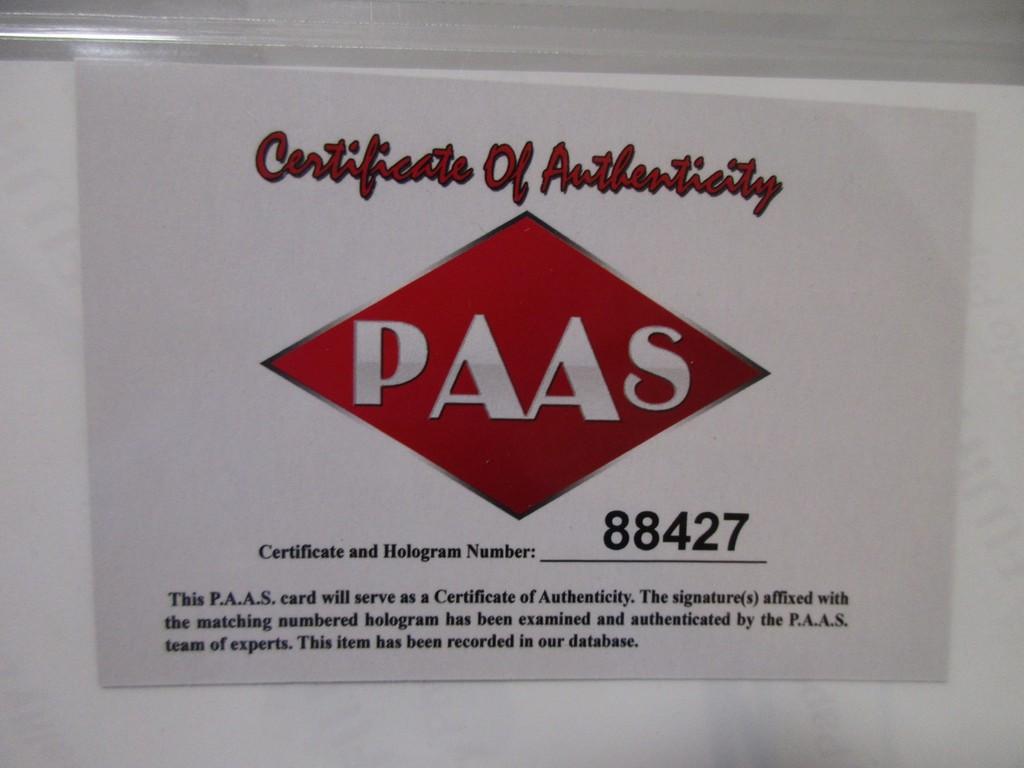 Certificate Of Authenticity
PAAS
Certificate and Hologram Number: 88427
This P.A.A.S. card will serve as a Certificate of Authenticity. The signature(s) affixed with
the matching numbered hologram has been examined and authenticated by the P.A.A.S.
team of experts. This item has been recorded in our database.